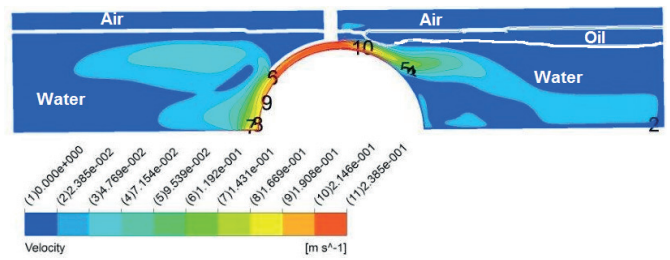 Air
Air
Oil
Water
Water
10
5
6
9
7
8
2
(1)0.000e+000
(2)2.385e-002
(3)4.769e-002
(4)7.154e-002
(5)9.539e-002
(6)1.192e-001
(7)1.431e-001
(8)1.669e-001
(9)1.908e-001
(10)2.146e-001
(11)2.385e-001
Velocity
[m s^-1]